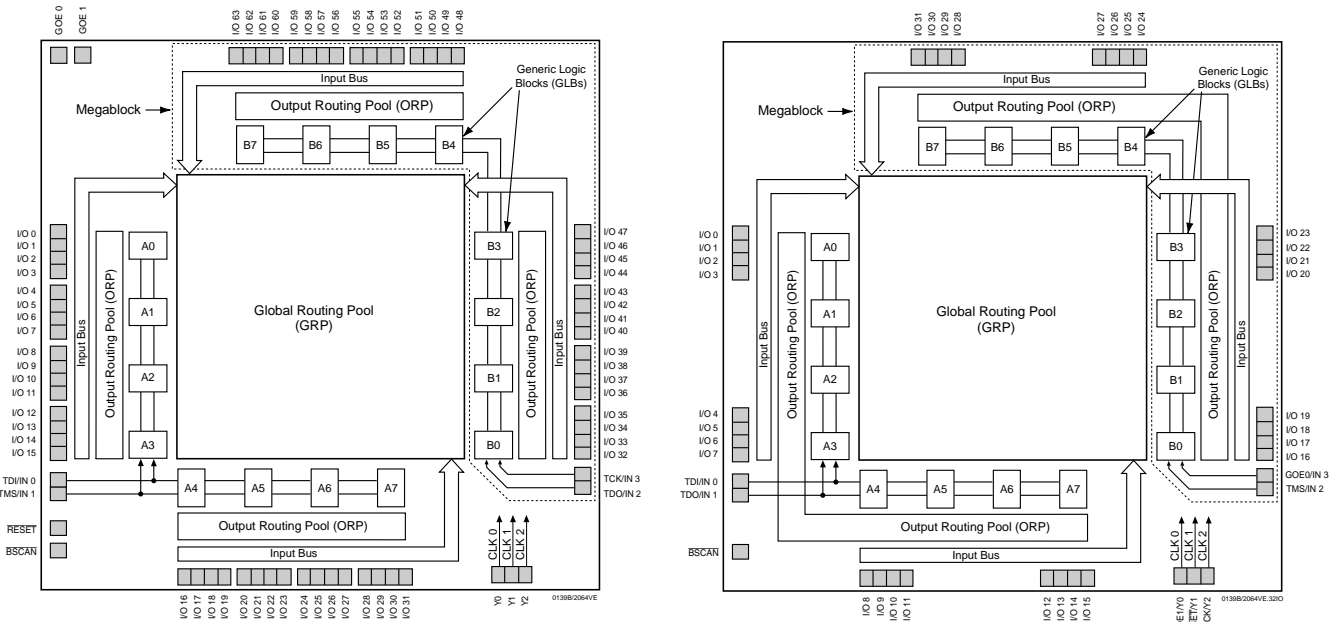 GOE 0
GOE 1
I/O 63
I/O 62
I/O 61
I/O 60
I/O 59
I/O 58
I/O 57
I/O 56
I/O 55
I/O 54
I/O 53
I/O 52
I/O 51
I/O 50
I/O 49
I/O 48
Input Bus
Output Routing Pool (ORP)
Generic Logic
Blocks (GLBs)
Megablock
B7
B6
B5
B4
I/O 0
I/O 1
I/O 2
I/O 3
I/O 4
I/O 5
I/O 6
I/O 7
I/O 8
I/O 9
I/O 10
I/O 11
I/O 12
I/O 13
I/O 14
I/O 15
Input Bus
Output Routing Pool (ORP)
A0
A1
A2
A3
Global Routing Pool
(GRP)
B3
B2
B1
B0
Output Routing Pool (ORP)
Input Bus
I/O 47
I/O 46
I/O 45
I/O 44
I/O 43
I/O 42
I/O 41
I/O 40
I/O 39
I/O 38
I/O 37
I/O 36
I/O 35
I/O 34
I/O 33
I/O 32
TDI/IN 0
TMS/IN 1
TCK/IN 3
TDO/IN 2
A4
A5
A6
A7
Output Routing Pool (ORP)
Input Bus
RESET
BSCAN
CLK 0
CLK 1
CLK 2
I/O 16
I/O 17
I/O 18
I/O 19
I/O 20
I/O 21
I/O 22
I/O 23
I/O 24
I/O 25
I/O 26
I/O 27
I/O 28
I/O 29
I/O 30
I/O 31
Y0
Y1
Y2
0139B/2064VE
I/O 31
I/O 30
I/O 29
I/O 28
I/O 27
I/O 26
I/O 25
I/O 24
Input Bus
Output Routing Pool (ORP)
Generic Logic
Blocks (GLBs)
Megablock
B7
B6
B5
B4
I/O 0
I/O 1
I/O 2
I/O 3
I/O 4
I/O 5
I/O 6
I/O 7
Input Bus
Output Routing Pool (ORP)
A0
A1
A2
A3
Global Routing Pool
(GRP)
B3
B2
B1
B0
Output Routing Pool (ORP)
Input Bus
I/O 23
I/O 22
I/O 21
I/O 20
I/O 19
I/O 18
I/O 17
I/O 16
TDI/IN 0
TDO/IN 1
GOE0/IN 3
TMS/IN 2
A4
A5
A6
A7
Output Routing Pool (ORP)
Input Bus
BSCAN
CLK 0
CLK 1
CLK 2
I/O 8
I/O 9
I/O 10
I/O 11
I/O 12
I/O 13
I/O 14
I/O 15
OE1/Y0
ET/Y1
CK/Y2
0139B/2064VE.32IO